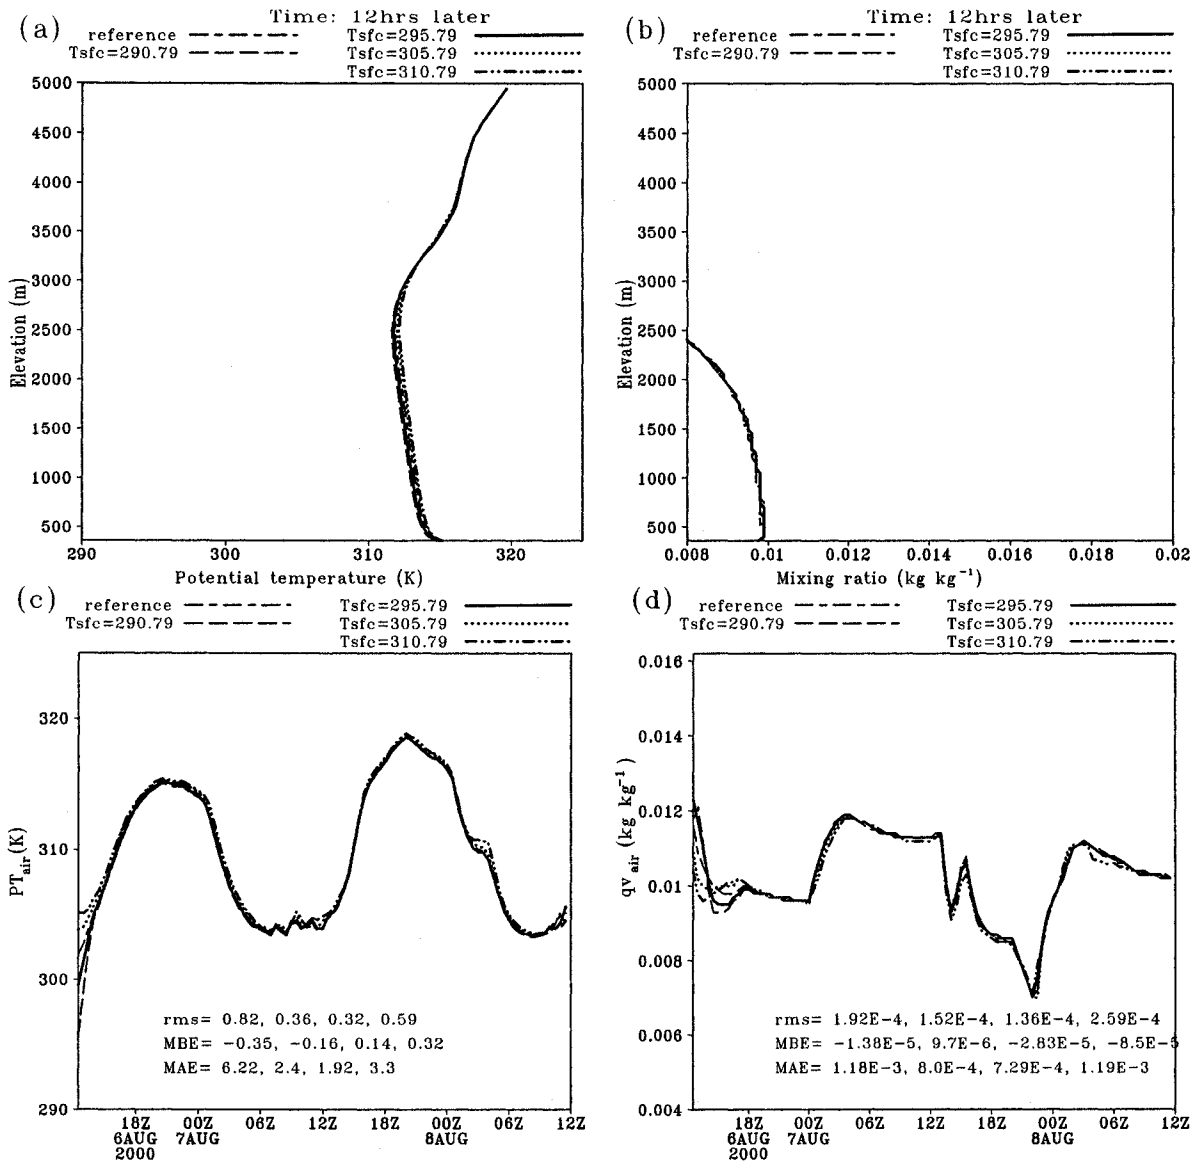 (a)
Time: 12hrs later
reference
Tsfc=290.79
Tsfc=295.79
Tsfc=305.79
Tsfc=310.79
5000
4500
4000
3500
3000
2500
2000
1500
1000
500
Elevation (m)
290
300
310
320
Potential temperature (K)
(b)
Time: 12hrs later
reference
Tsfc=290.79
Tsfc=295.79
Tsfc=305.79
Tsfc=310.79
5000
4500
4000
3500
3000
2500
2000
1500
1000
500
Elevation (m)
0.008
0.01
0.012
0.014
0.016
0.018
0.02
Mixing ratio (kg kg⁻¹)
(c)
reference
Tsfc=290.79
Tsfc=295.79
Tsfc=305.79
Tsfc=310.79
320
310
300
290
PTair(K)
rms= 0.82, 0.36, 0.32, 0.59
MBE= −0.35, −0.16, 0.14, 0.32
MAE= 6.22, 2.4, 1.92, 3.3
18Z
6AUG
2000
00Z
7AUG
06Z
12Z
18Z
00Z
8AUG
06Z
12Z
(d)
reference
Tsfc=290.79
Tsfc=295.79
Tsfc=305.79
Tsfc=310.79
0.016
0.014
0.012
0.01
0.008
0.006
0.004
qvair (kg kg⁻¹)
rms= 1.92E−4, 1.52E−4, 1.36E−4, 2.59E−4
MBE= −1.38E−5, 9.7E−6, −2.83E−5, −8.5E−5
MAE= 1.18E−3, 8.0E−4, 7.29E−4, 1.19E−3
18Z
6AUG
2000
00Z
7AUG
06Z
12Z
18Z
00Z
8AUG
06Z
12Z